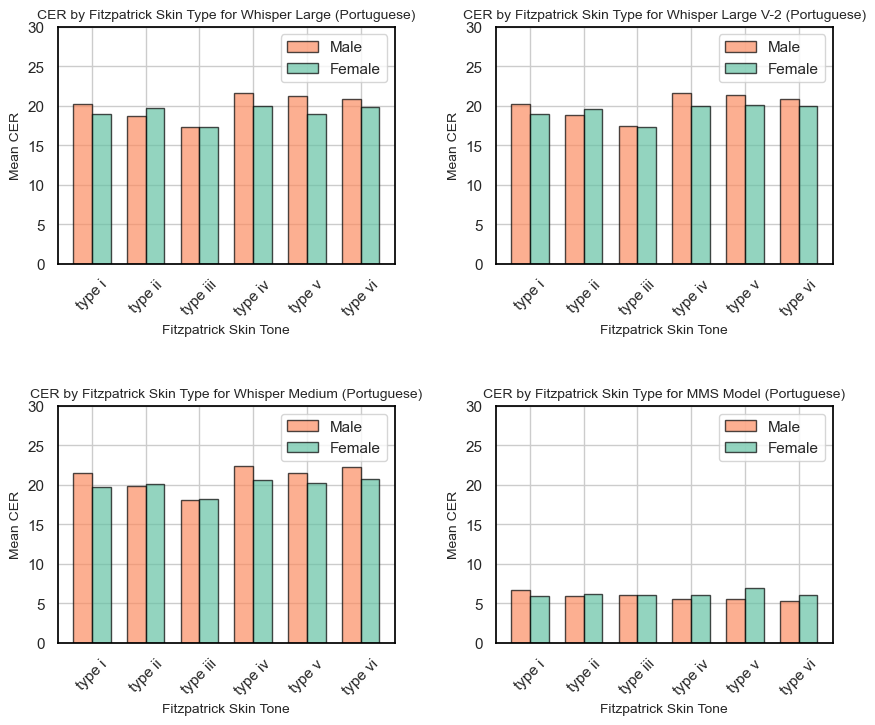 CER by Fitzpatrick Skin Type for Whisper Large (Portuguese)
30
25
20
15
10
5
0
Mean CER
Male
Female
type i
type ii
type iii
type iv
type v
type vi
Fitzpatrick Skin Tone
CER by Fitzpatrick Skin Type for Whisper Large V-2 (Portuguese)
30
25
20
15
10
5
0
Mean CER
Male
Female
type i
type ii
type iii
type iv
type v
type vi
Fitzpatrick Skin Tone
CER by Fitzpatrick Skin Type for Whisper Medium (Portuguese)
30
25
20
15
10
5
0
Mean CER
Male
Female
type i
type ii
type iii
type iv
type v
type vi
Fitzpatrick Skin Tone
CER by Fitzpatrick Skin Type for MMS Model (Portuguese)
30
25
20
15
10
5
0
Mean CER
Male
Female
type i
type ii
type iii
type iv
type v
type vi
Fitzpatrick Skin Tone